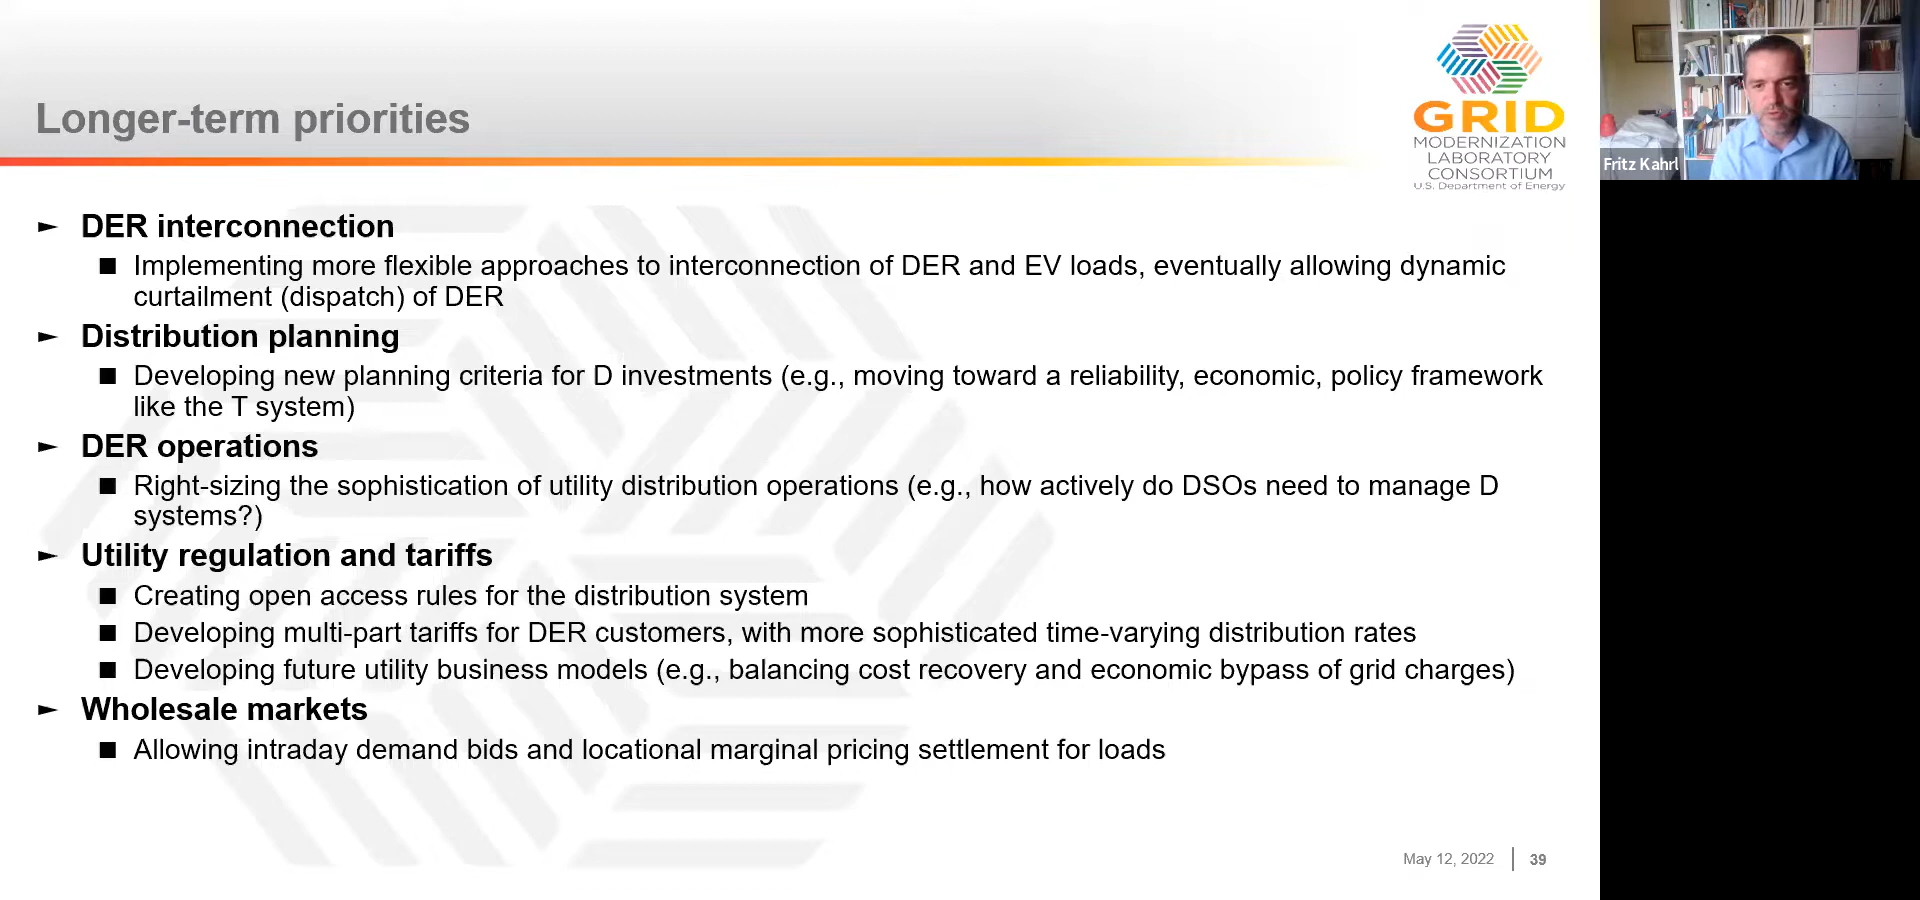 Longer-term priorities
GRID
MODERNIZATION
LABORATORY
CONSORTIUM
U.S. Department of Energy
Fritz Kahrl
► DER interconnection
■ Implementing more flexible approaches to interconnection of DER and EV loads, eventually allowing dynamic
curtailment (dispatch) of DER
► Distribution planning
■ Developing new planning criteria for D investments (e.g., moving toward a reliability, economic, policy framework
like the T system)
► DER operations
■ Right-sizing the sophistication of utility distribution operations (e.g., how actively do DSOs need to manage D
systems?)
► Utility regulation and tariffs
■ Creating open access rules for the distribution system
■ Developing multi-part tariffs for DER customers, with more sophisticated time-varying distribution rates
■ Developing future utility business models (e.g., balancing cost recovery and economic bypass of grid charges)
► Wholesale markets
■ Allowing intraday demand bids and locational marginal pricing settlement for loads
May 12, 2022 39